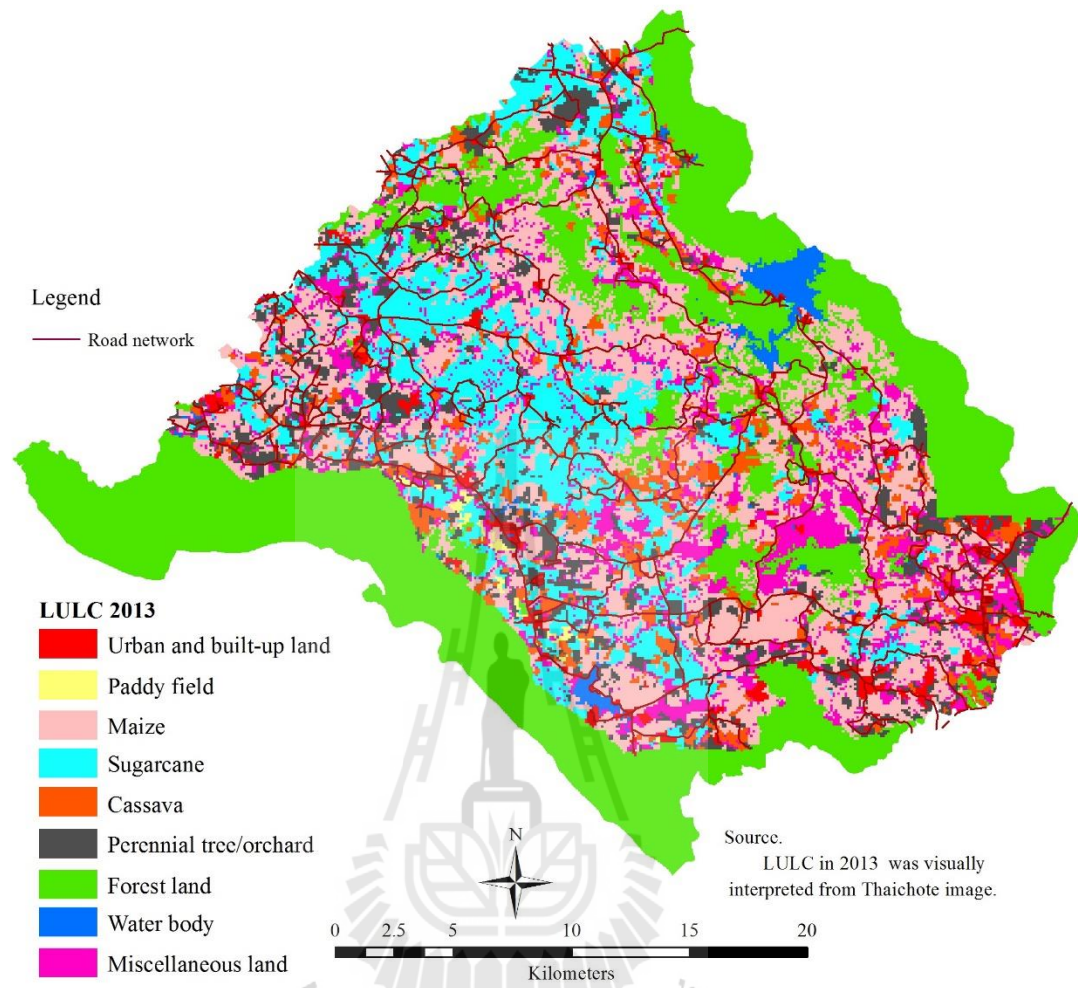 Legend
Road network
LULC 2013
Urban and built-up land
Paddy field
Maize
Sugarcane
Cassava
Perennial tree/orchard
Forest land
Water body
Miscellaneous land
N
0 2.5 5 10 15 20
Kilometers
Source.
LULC in 2013 was visually
interpreted from Thaichote image.